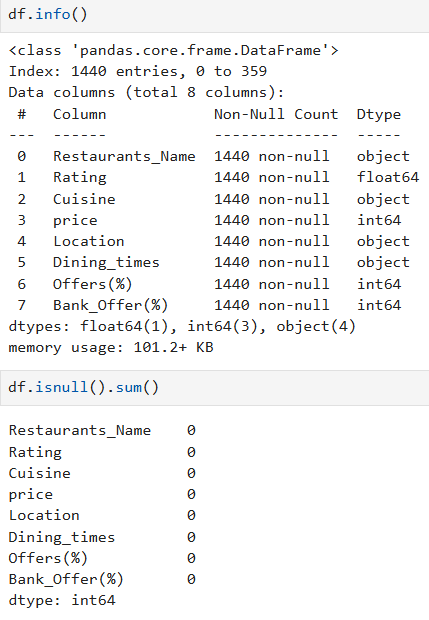 df.info()
<class 'pandas.core.frame.DataFrame'>
Index: 1440 entries, 0 to 359
Data columns (total 8 columns):
 #   Column            Non-Null Count  Dtype
---  ------            --------------  -----
 0   Restaurants_Name  1440 non-null   object
 1   Rating            1440 non-null   float64
 2   Cuisine           1440 non-null   object
 3   price             1440 non-null   int64
 4   Location          1440 non-null   object
 5   Dining_times      1440 non-null   object
 6   Offers(%)         1440 non-null   int64
 7   Bank_Offer(%)     1440 non-null   int64
dtypes: float64(1), int64(3), object(4)
memory usage: 101.2+ KB
df.isnull().sum()
Restaurants_Name    0
Rating              0
Cuisine             0
price               0
Location            0
Dining_times        0
Offers(%)           0
Bank_Offer(%)       0
dtype: int64